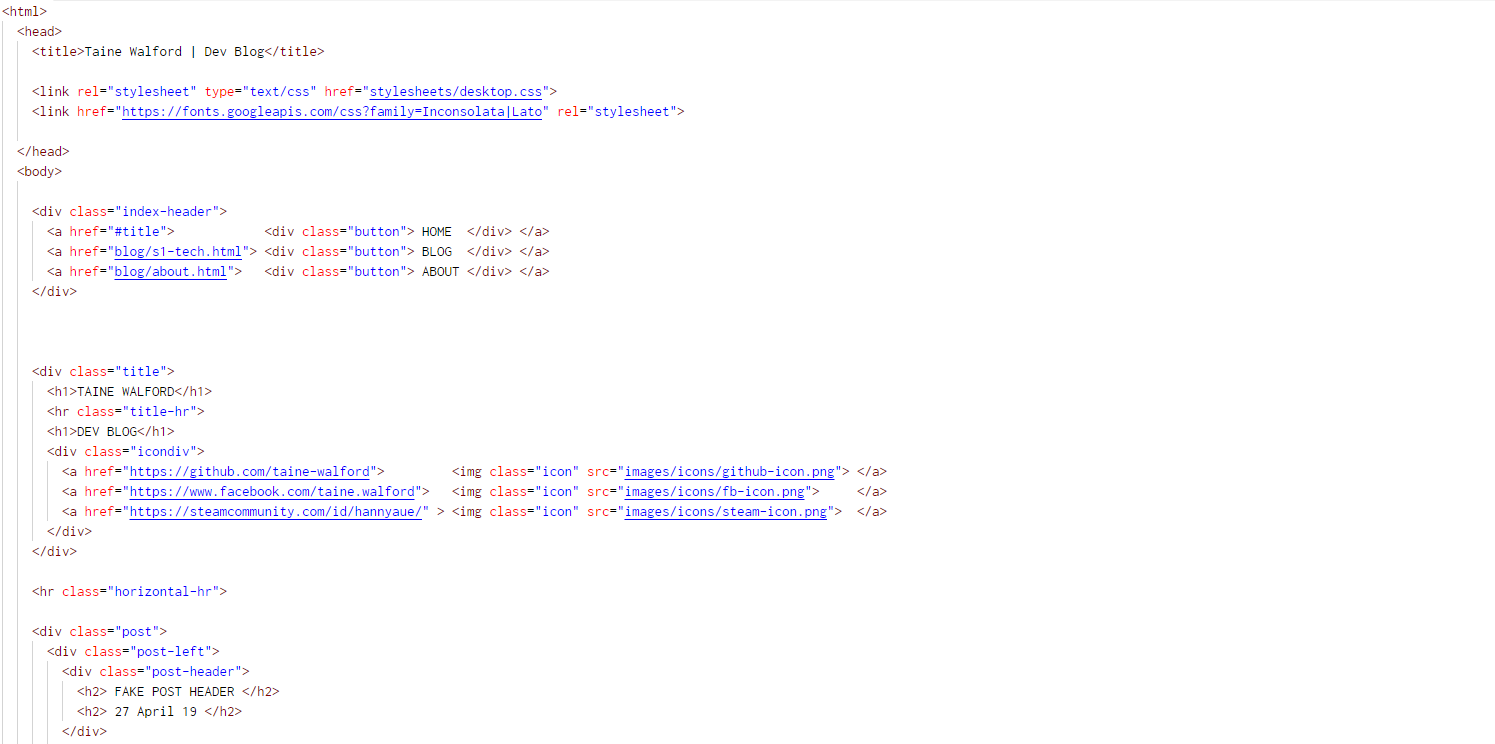 <html>
<head>
<title>Taine Walford | Dev Blog</title>
<link rel="stylesheet" type="text/css" href="stylesheets/desktop.css">
<link href="https://fonts.googleapis.com/css?family=Inconsolata|Lato" rel="stylesheet">
</head>
<body>
<div class="index-header">
<a href="#title"> <div class="button"> HOME </div> </a>
<a href="blog/s1-tech.html"> <div class="button"> BLOG </div> </a>
<a href="blog/about.html"> <div class="button"> ABOUT </div> </a>
</div>
<div class="title">
<h1>TAINE WALFORD</h1>
<hr class="title-hr">
<h1>DEV BLOG</h1>
<div class="icondiv">
<a href="https://github.com/taine-walford"> <img class="icon" src="images/icons/github-icon.png"> </a>
<a href="https://www.facebook.com/taine.walford"> <img class="icon" src="images/icons/fb-icon.png"> </a>
<a href="https://steamcommunity.com/id/hannyaue/" > <img class="icon" src="images/icons/steam-icon.png"> </a>
</div>
</div>
<hr class="horizontal-hr">
<div class="post">
<div class="post-left">
<div class="post-header">
<h2> FAKE POST HEADER </h2>
<h2> 27 April 19 </h2>
</div>